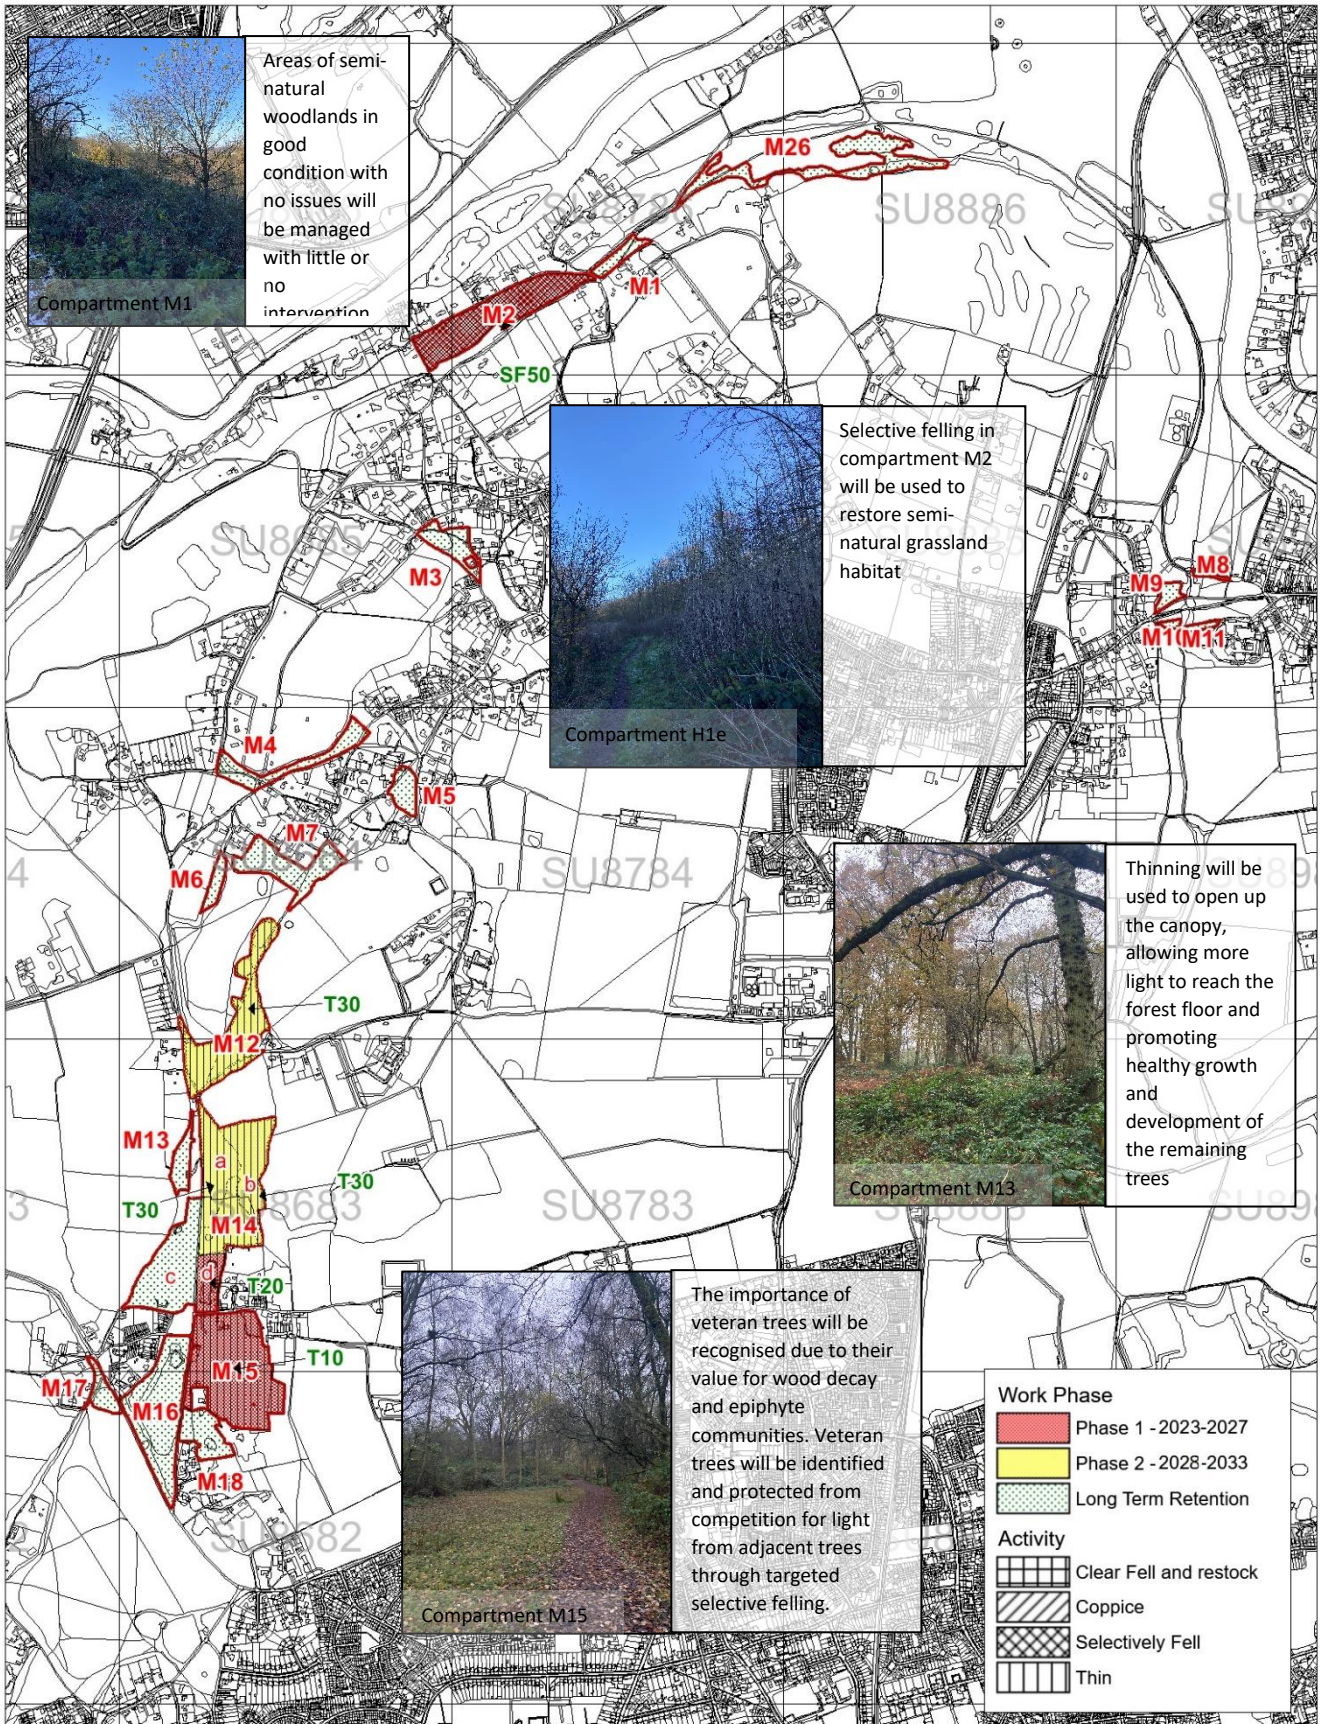 Areas of semi-
natural
woodlands in
good
condition with
no issues will
be managed
with little or
no
intervention
Compartment M1
M26
SU8786
SU8886
M1
M2
SF50
Selective felling in
compartment M2
will be used to
restore semi-
natural grassland
habitat
Compartment H1e
SU8685
M3
M8
M9
M10
M11
M4
M5
M7
SU8684
M6
SU8784
Thinning will be
used to open up
the canopy,
allowing more
light to reach the
forest floor and
promoting
healthy growth
and
development of
the remaining
trees
Compartment M13
T30
M12
M13
a
b
T30
T30
SU8683
SU8783
M14
c
d
T20
T10
M15
M17
M16
M18
SU8682
The importance of
veteran trees will be
recognised due to their
value for wood decay
and epiphyte
communities. Veteran
trees will be identified
and protected from
competition for light
from adjacent trees
through targeted
selective felling.
Compartment M15
Work Phase
Phase 1 - 2023-2027
Phase 2 - 2028-2033
Long Term Retention
Activity
Clear Fell and restock
Coppice
Selectively Fell
Thin